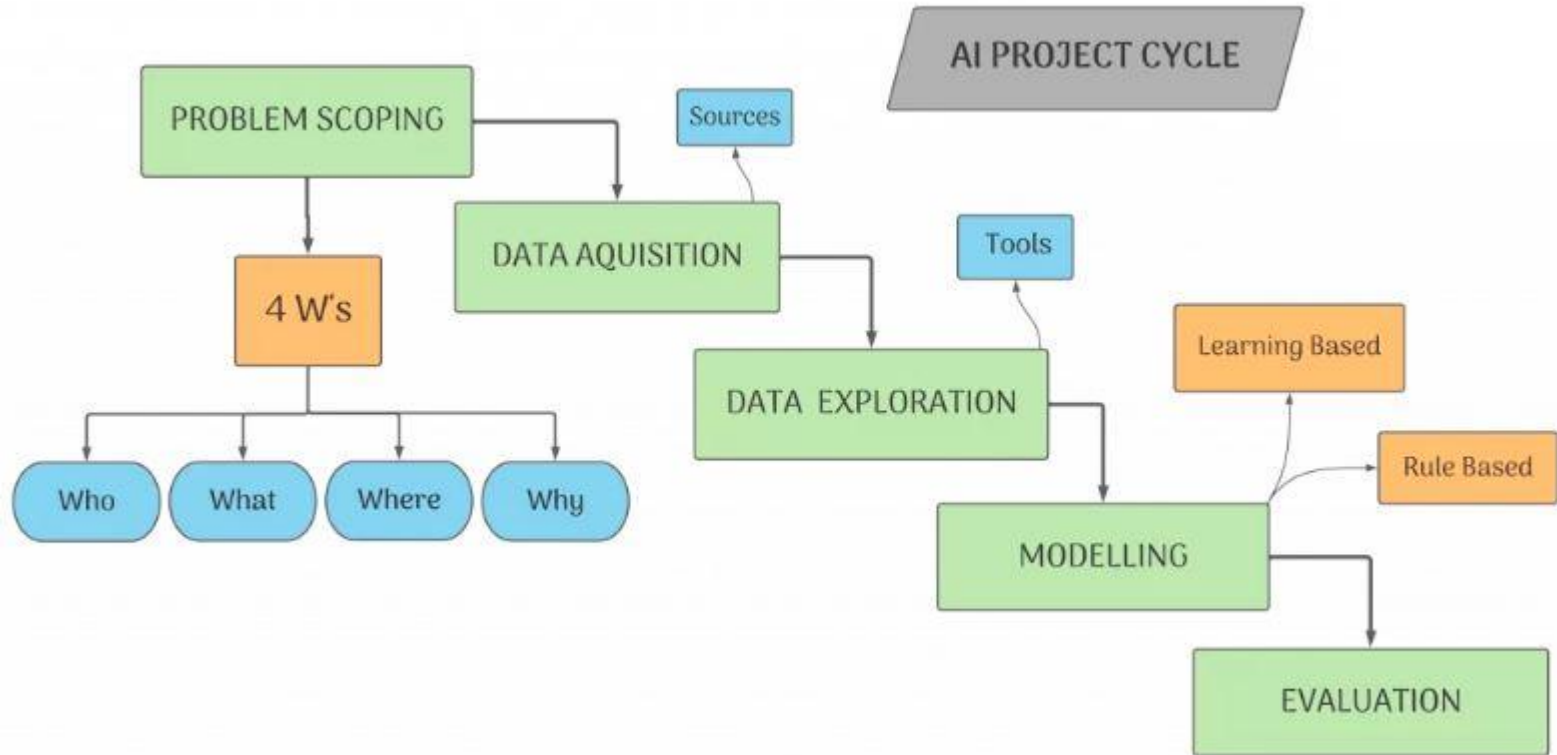 AI PROJECT CYCLE
PROBLEM SCOPING
Sources
DATA AQUISITION
Tools
4 W's
DATA EXPLORATION
Learning Based
Rule Based
Who
What
Where
Why
MODELLING
EVALUATION